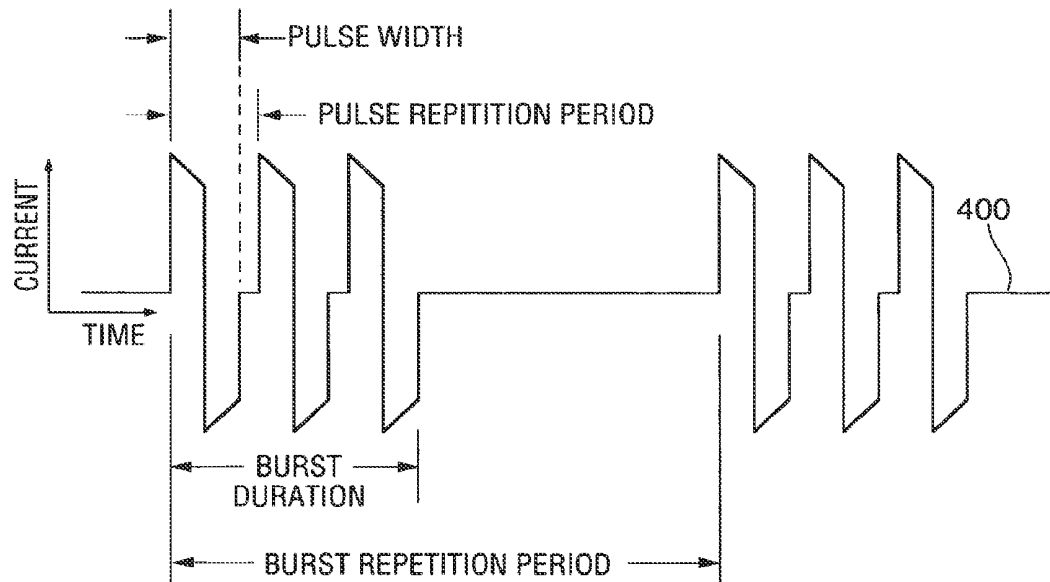 PULSE WIDTH
PULSE REPITITION PERIOD
CURRENT
400
TIME
BURST
DURATION
BURST REPETITION PERIOD